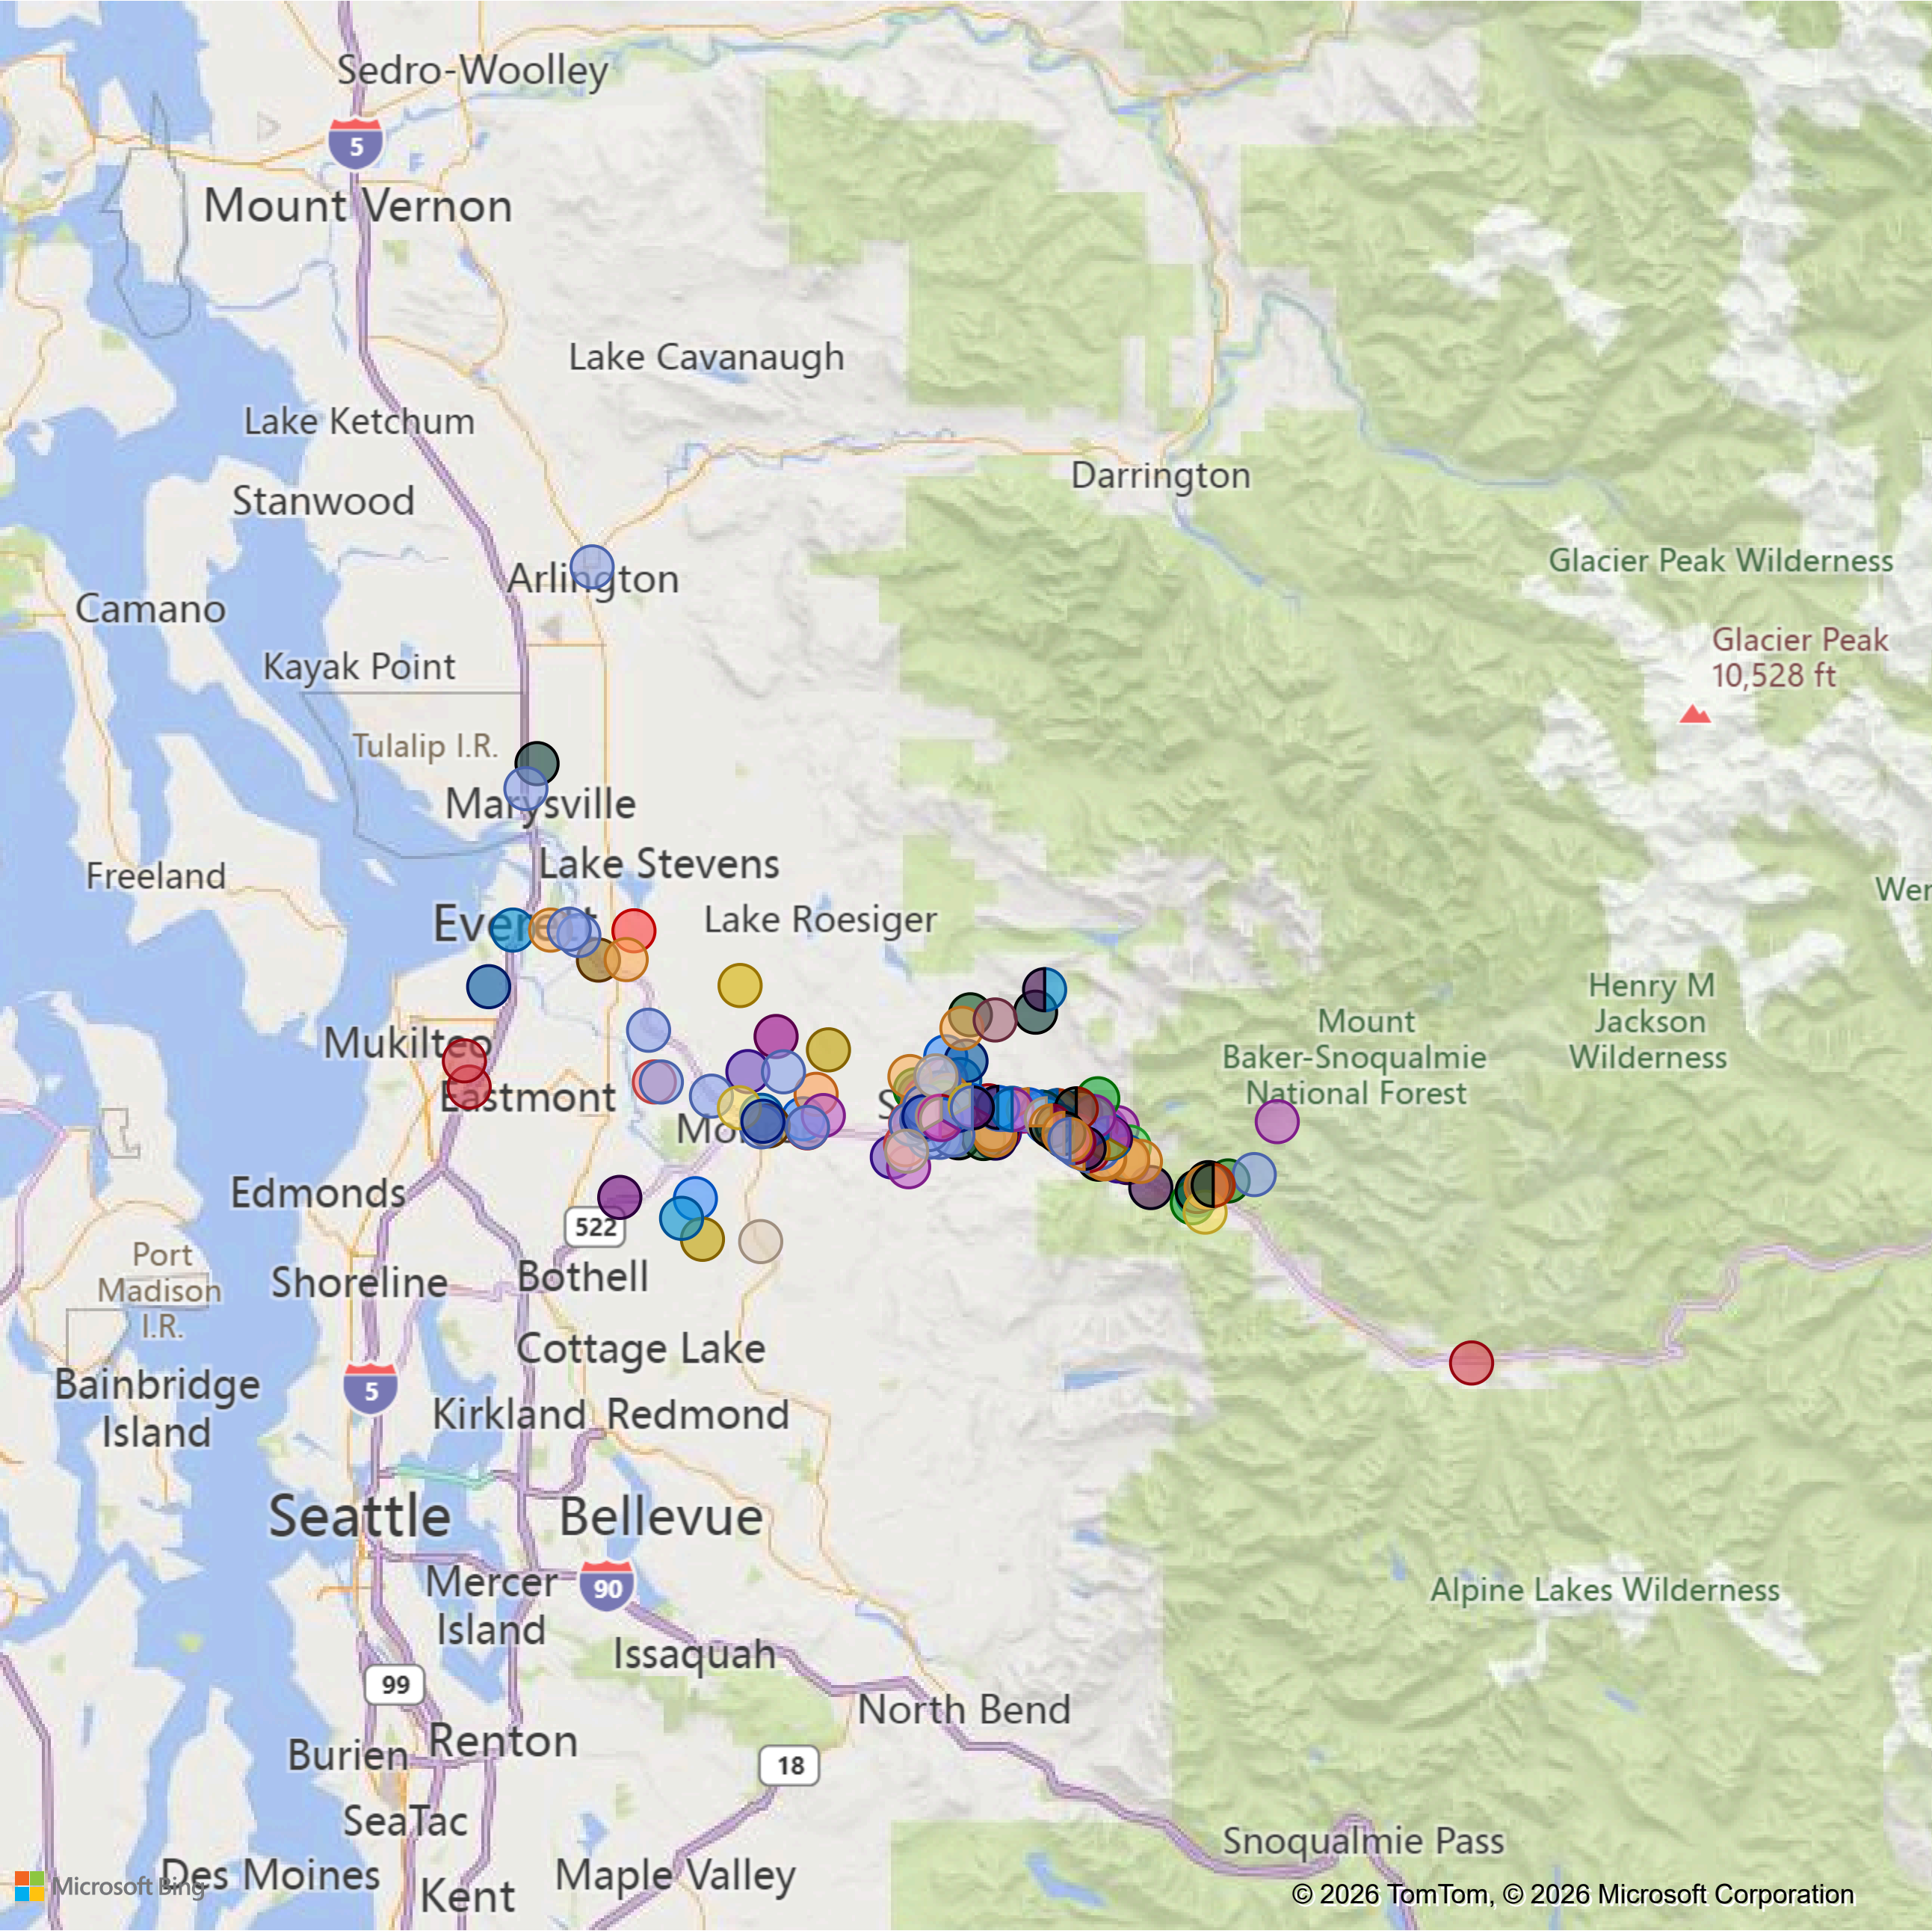 Sedro-Woolley
5
Mount Vernon
Lake Cavanaugh
Lake Ketchum
Darrington
Stanwood
Glacier Peak Wilderness
Arlington
Camano
Glacier Peak
10,528 ft
Kayak Point
Tulalip I.R.
Marysville
Lake Stevens
Freeland
Wer
Everett
Lake Roesiger
Henry M
Jackson
Wilderness
Mount
Baker-Snoqualmie
National Forest
Mukilteo
Eastmont
S
Mo
Edmonds
522
Port
Madison
I.R.
Shoreline
Bothell
Cottage Lake
Bainbridge
Island
5
Kirkland
Redmond
Seattle
Bellevue
Mercer
Island
90
Alpine Lakes Wilderness
Issaquah
99
North Bend
Burien
Renton
18
SeaTac
Snoqualmie Pass
Des Moines
Maple Valley
Kent
Microsoft Bing
© 2026 TomTom, © 2026 Microsoft Corporation